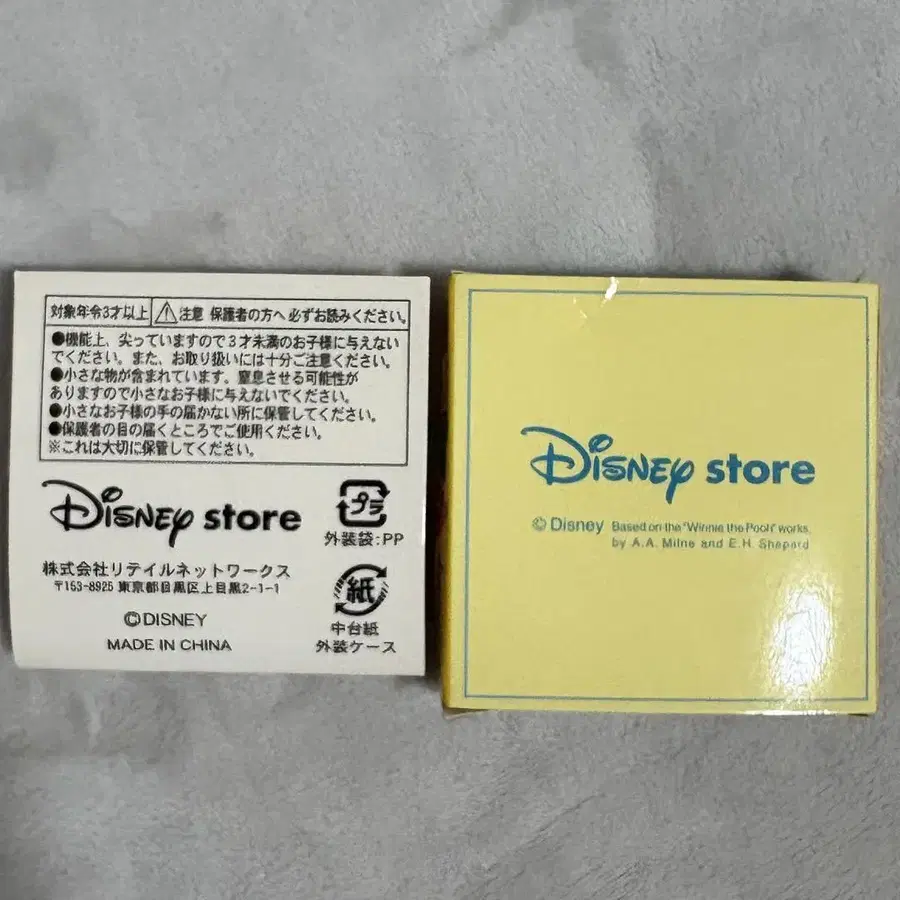 対象年令3才以上 ⚠注意 保護者の方へ 必ずお読みください。
●機能上、尖っていますので3才未満のお子様に与えない
でください。また、お取り扱いには十分ご注意ください。
●小さな物が含まれています。窒息させる可能性が
ありますので小さなお子様に与えないでください。
●小さなお子様の手の届かない所に保管してください。
●保護者の目の届くところでご使用ください。
※これは大切に保管してください。
Disney store
プラ
外装袋:PP
株式会社リテイルネットワークス
〒153-8925 東京都目黒区上目黒2-1-1
紙
中台紙
外装ケース
©DISNEY
MADE IN CHINA
Disney store
© Disney Based on the "Winnie the Pooh" works.
by A.A. Milne and E.H. Shepard